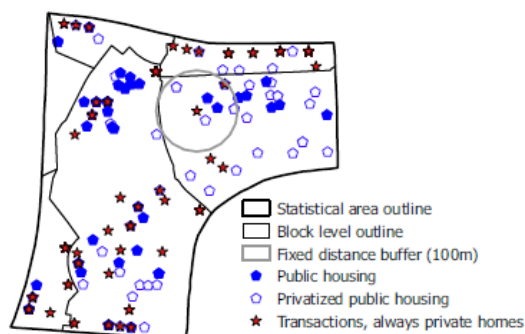 Statistical area outline
Block level outline
Fixed distance buffer (100m)
Public housing
Privatized public housing
Transactions, always private homes